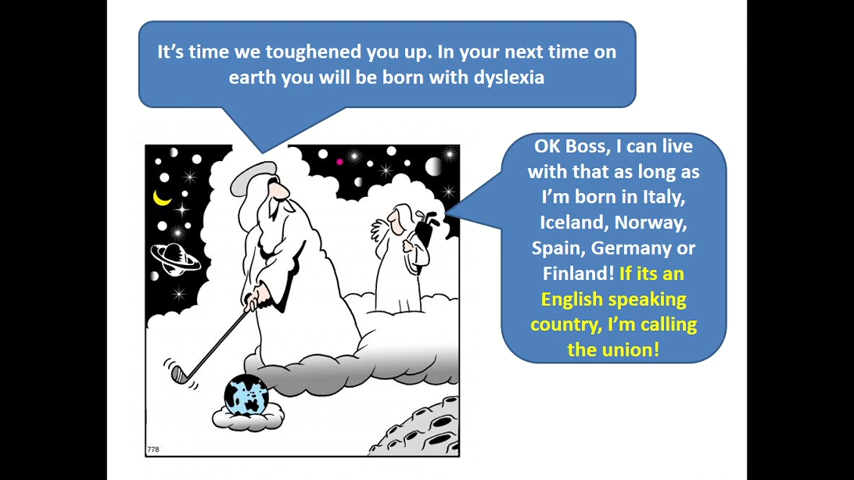 It's time we toughened you up. In your next time on
earth you will be born with dyslexia
OK Boss, I can live
with that as long as
I'm born in Italy,
Iceland, Norway,
Spain, Germany or
Finland! If its an
English speaking
country, I'm calling
the union!
778